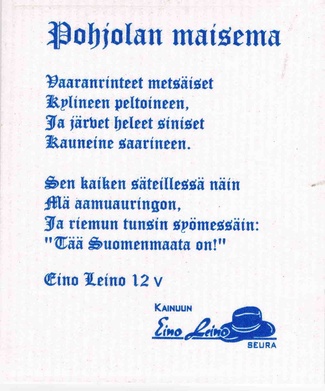 Pohjolan maisema
Vaaranrinteet metsäiset
Kylineen peltoineen,
Ja järvet heleet siniset
Kauneine saarineen.
Sen kaiken säteillessä näin
Mä aamuauringon,
Ja riemun tunsin syömessäin:
"Tää Suomenmaata on!"
Eino Leino 12 v
KAINUUN
Eino Leino
SEURA